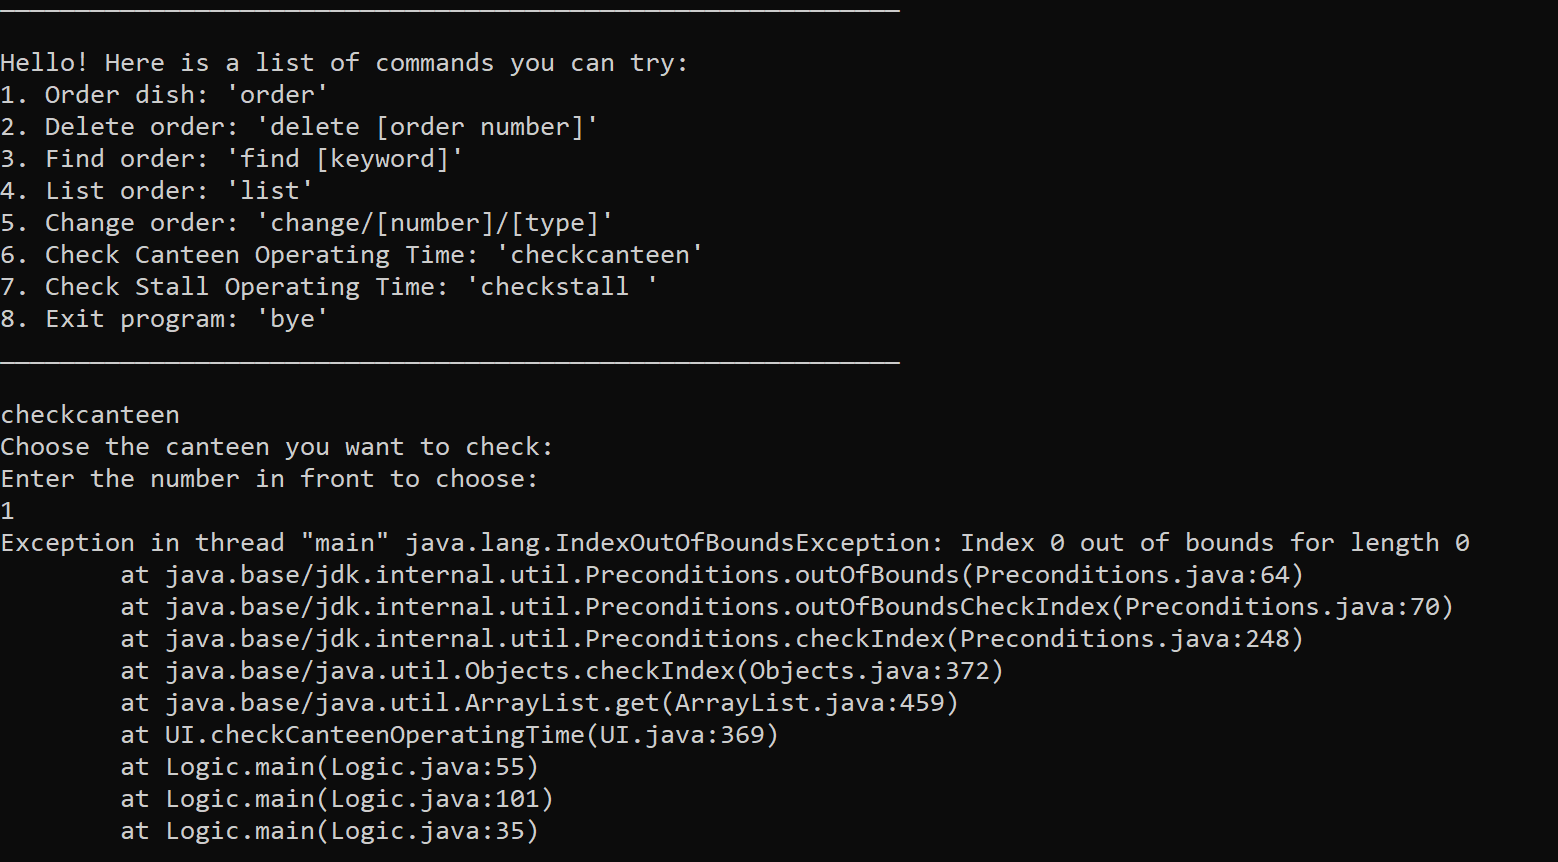 Hello! Here is a list of commands you can try:
1. Order dish: 'order'
2. Delete order: 'delete [order number]'
3. Find order: 'find [keyword]'
4. List order: 'list'
5. Change order: 'change/[number]/[type]'
6. Check Canteen Operating Time: 'checkcanteen'
7. Check Stall Operating Time: 'checkstall '
8. Exit program: 'bye'
checkcanteen
Choose the canteen you want to check:
Enter the number in front to choose:
1
Exception in thread "main" java.lang.IndexOutOfBoundsException: Index 0 out of bounds for length 0
at java.base/jdk.internal.util.Preconditions.outOfBounds(Preconditions.java:64)
at java.base/jdk.internal.util.Preconditions.outOfBoundsCheckIndex(Preconditions.java:70)
at java.base/jdk.internal.util.Preconditions.checkIndex(Preconditions.java:248)
at java.base/java.util.Objects.checkIndex(Objects.java:372)
at java.base/java.util.ArrayList.get(ArrayList.java:459)
at UI.checkCanteenOperatingTime(UI.java:369)
at Logic.main(Logic.java:55)
at Logic.main(Logic.java:101)
at Logic.main(Logic.java:35)